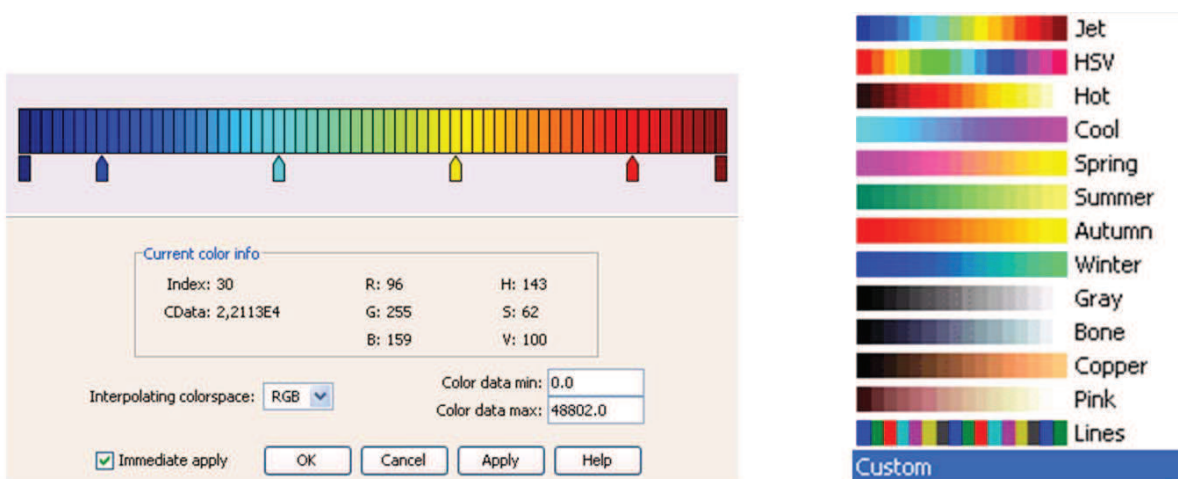 Current color info
Index: 30 R: 96 H: 143
CData: 2,2113E4 G: 255 S: 62
B: 159 V: 100
Interpolating colorspace: RGB
Color data min: 0.0
Color data max: 48802.0
Immediate apply OK Cancel Apply Help
Jet
HSV
Hot
Cool
Spring
Summer
Autumn
Winter
Gray
Bone
Copper
Pink
Lines
Custom